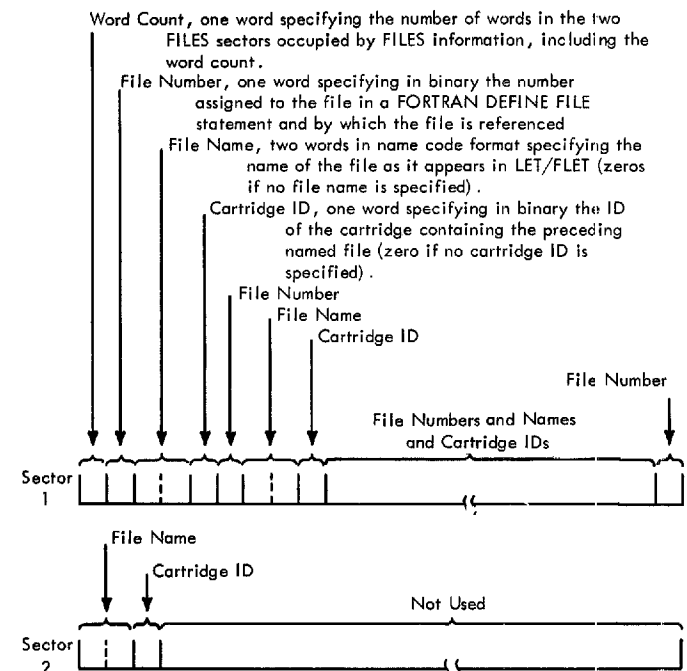 Word Count, one word specifying the number of words in the two
FILES sectors occupied by FILES information, including the
word count.
File Number, one word specifying in binary the number
assigned to the file in a FORTRAN DEFINE FILE
statement and by which the file is referenced
File Name, two words in name code format specifying the
name of the file as it appears in LET/FLET (zeros
if no file name is specified).
Cartridge ID, one word specifying in binary the ID
of the cartridge containing the preceding
named file (zero if no cartridge ID is
specified).
File Number
File Name
Cartridge ID
File Number
File Numbers and Names
and Cartridge IDs
Sector
1
File Name
Cartridge ID
Not Used
Sector
2